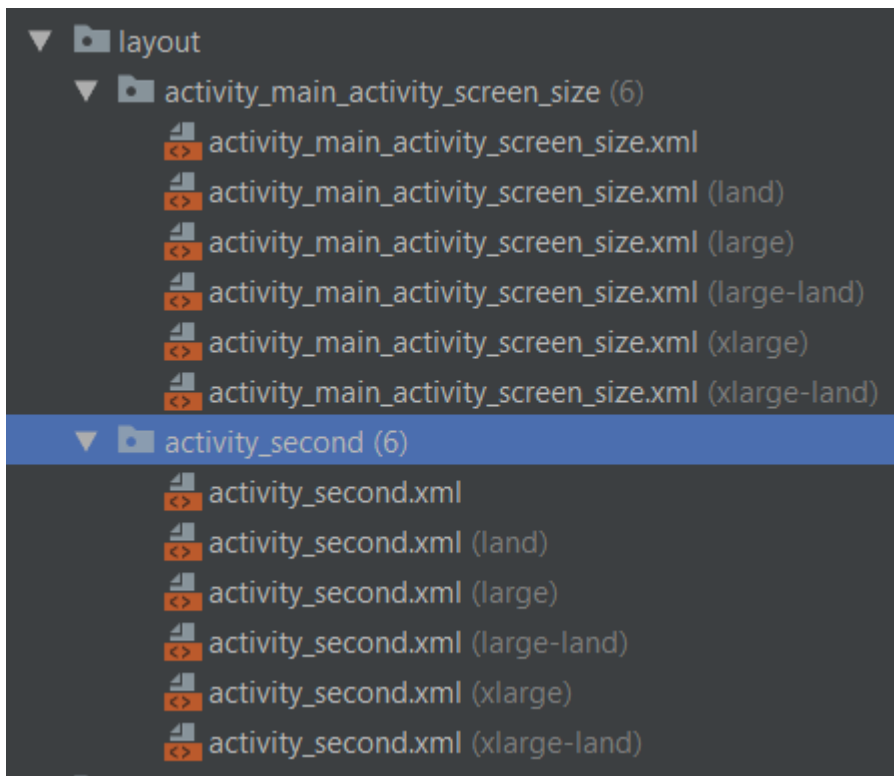 layout
activity_main_activity_screen_size (6)
activity_main_activity_screen_size.xml
activity_main_activity_screen_size.xml (land)
activity_main_activity_screen_size.xml (large)
activity_main_activity_screen_size.xml (large-land)
activity_main_activity_screen_size.xml (xlarge)
activity_main_activity_screen_size.xml (xlarge-land)
activity_second (6)
activity_second.xml
activity_second.xml (land)
activity_second.xml (large)
activity_second.xml (large-land)
activity_second.xml (xlarge)
activity_second.xml (xlarge-land)